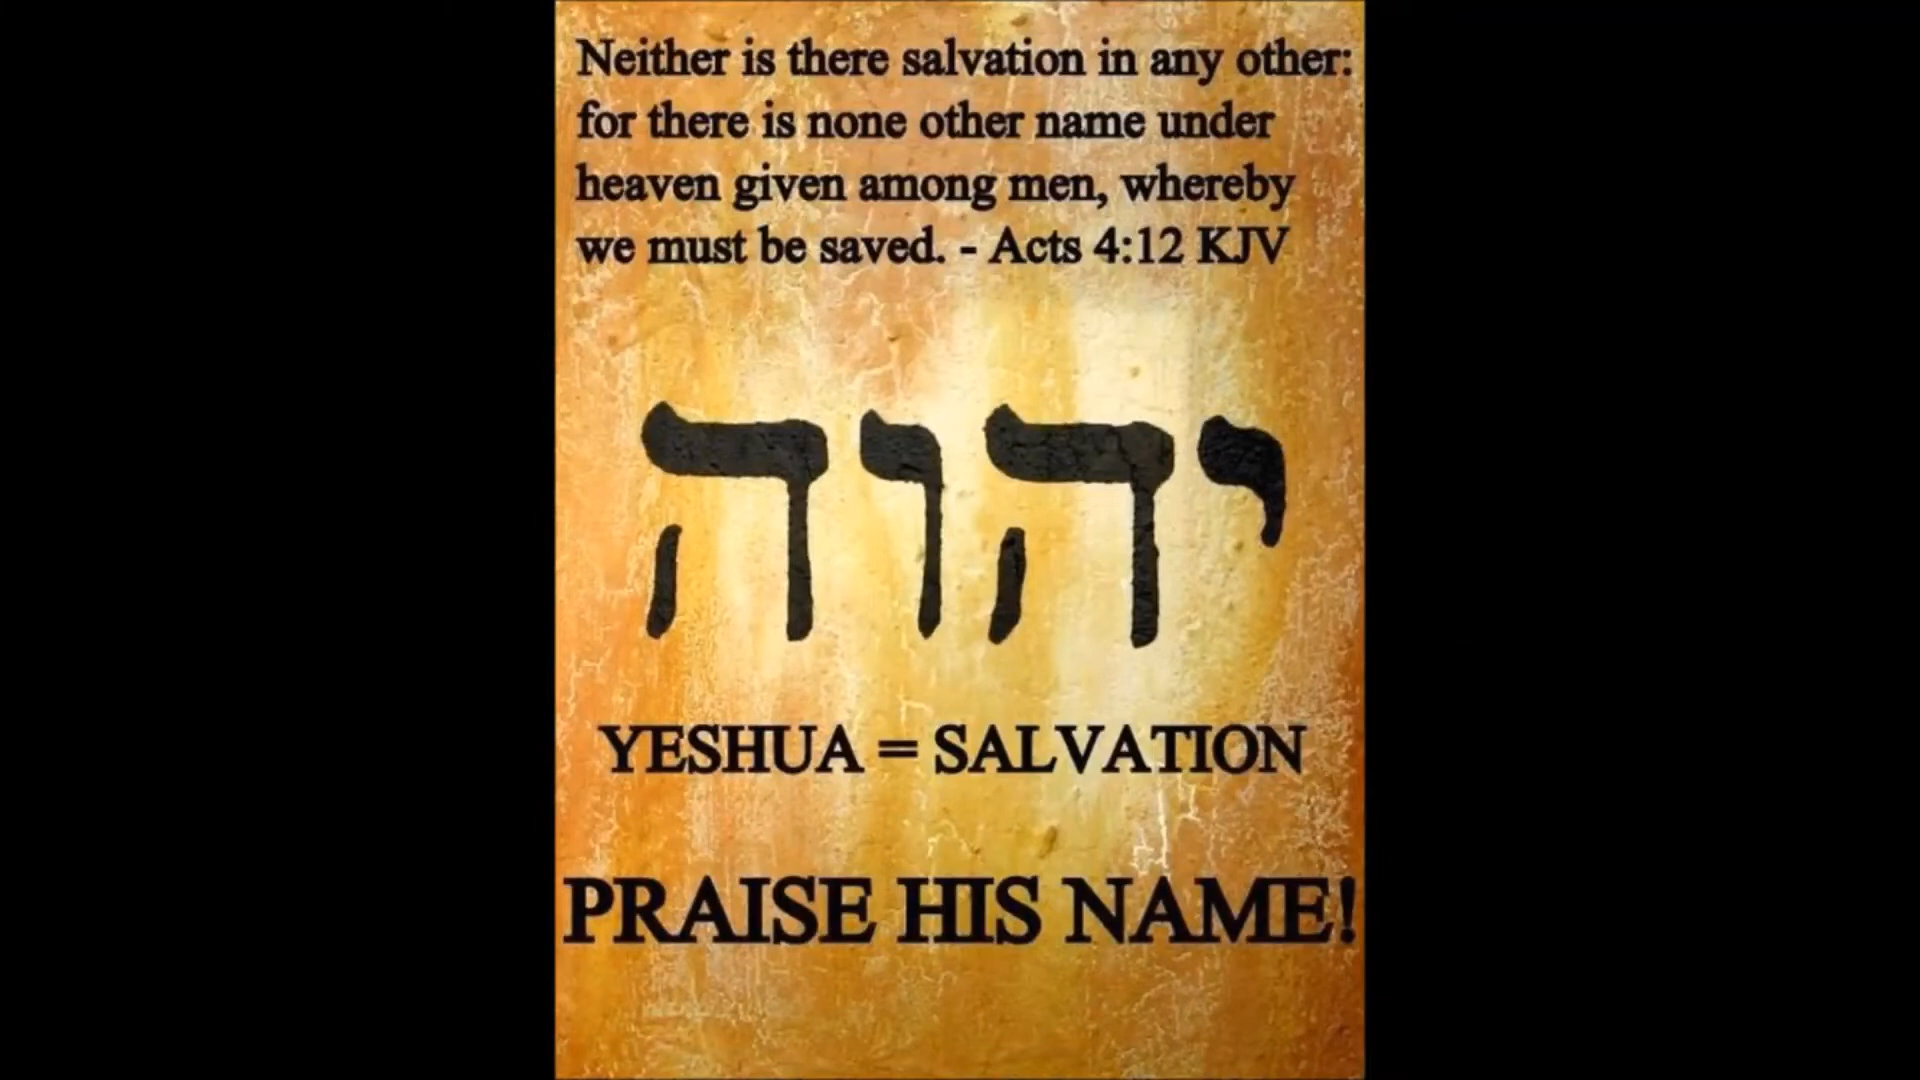 Neither is there salvation in any other:
for there is none other name under
heaven given among men, whereby
we must be saved. - Acts 4:12 KJV
יהוה
YESHUA = SALVATION
PRAISE HIS NAME!